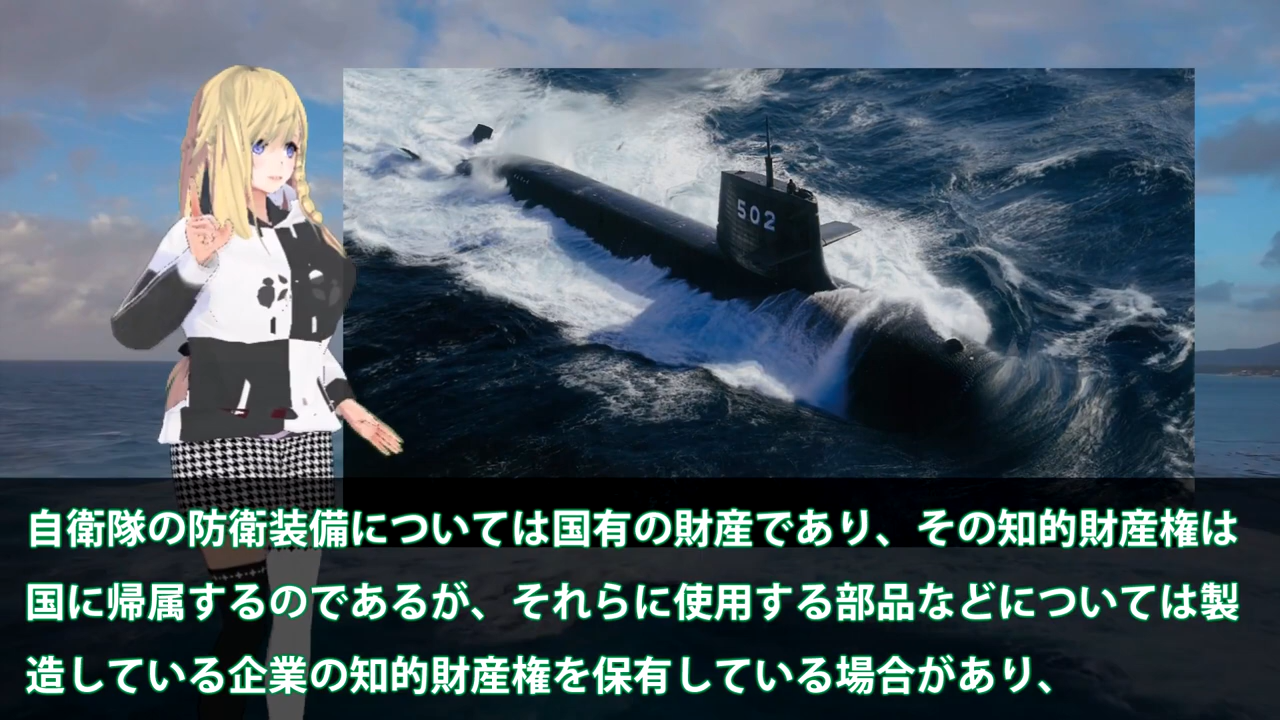 502
自衛隊の防衛装備については国有の財産であり、その知的財産権は
国に帰属するのであるが、それらに使用する部品などについては製
造している企業の知的財産権を保有している場合があり、